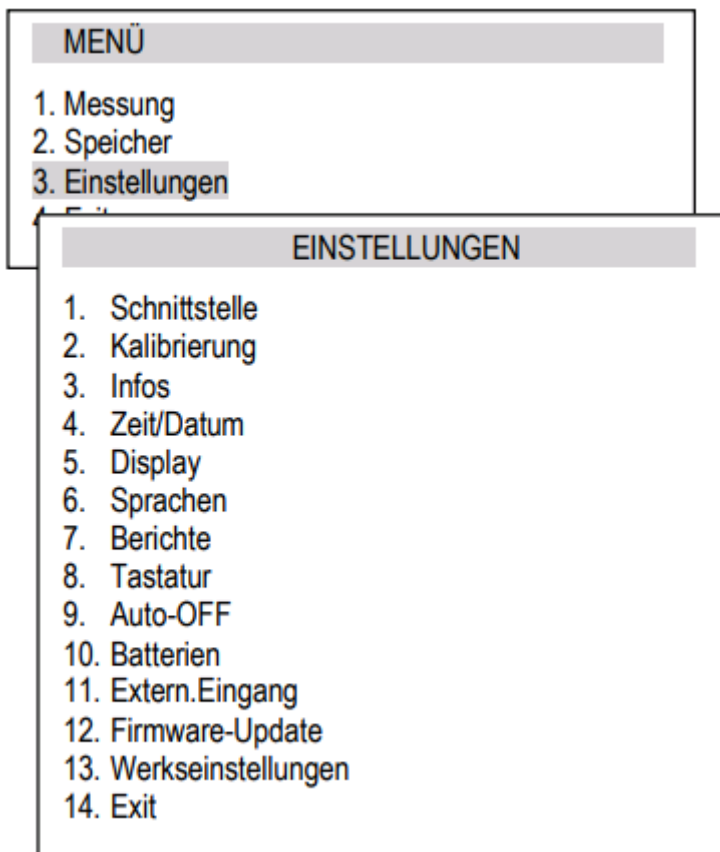 MENÜ
1. Messung
2. Speicher
3. Einstellungen
4. Exit
EINSTELLUNGEN
1. Schnittstelle
2. Kalibrierung
3. Infos
4. Zeit/Datum
5. Display
6. Sprachen
7. Berichte
8. Tastatur
9. Auto-OFF
10. Batterien
11. Extern.Eingang
12. Firmware-Update
13. Werkseinstellungen
14. Exit